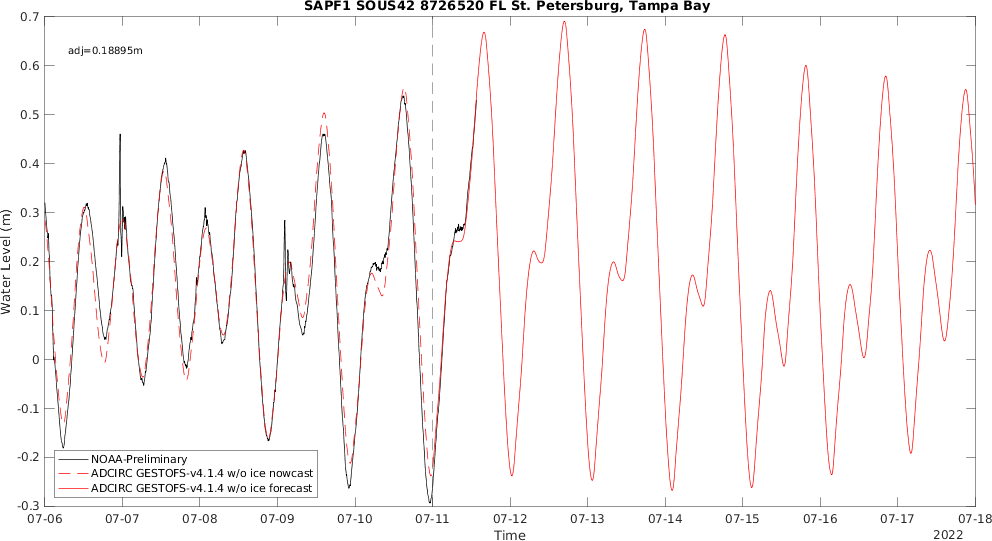 SAPF1 SOUS42 8726520 FL St. Petersburg, Tampa Bay
adj=0.18895m
Water Level (m)
0.7
0.6
0.5
0.4
0.3
0.2
0.1
0
-0.1
-0.2
-0.3
NOAA-Preliminary
ADCIRC GESTOFS-v4.1.4 w/o ice nowcast
ADCIRC GESTOFS-v4.1.4 w/o ice forecast
07-06 07-07 07-08 07-09 07-10 07-11 07-12 07-13 07-14 07-15 07-16 07-17 07-18
Time
2022